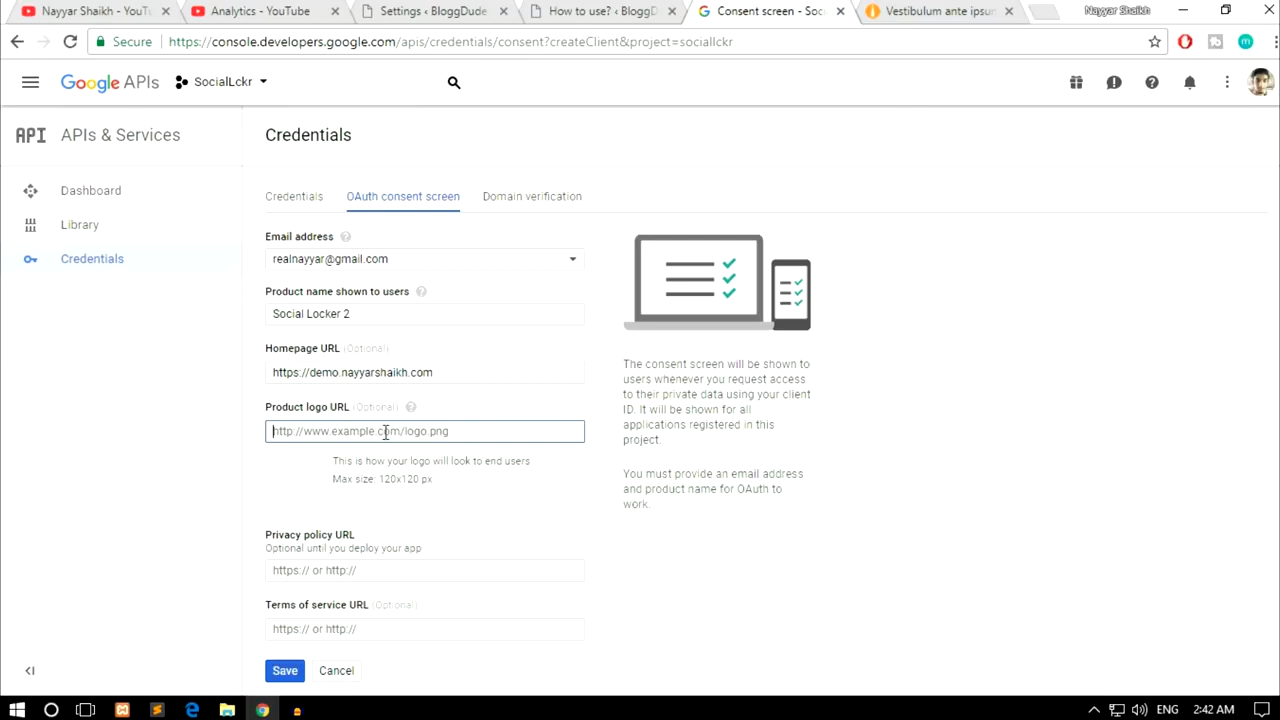 Nayyar Shaikh - YouTu
Analytics - YouTube
Settings ‹ BloggDude
How to use? ‹ BloggD
Consent screen - Soci
Vestibulum ante ipsum
Nayyar Shaikh
Secure
https://console.developers.google.com/apis/credentials/consent?createClient&project=sociallckr
Google APIs
SocialLckr
API APIs & Services
Dashboard
Library
Credentials
Credentials
Credentials
OAuth consent screen
Domain verification
Email address
realnayyar@gmail.com
Product name shown to users
Social Locker 2
Homepage URL (Optional)
https://demo.nayyarshaikh.com
Product logo URL (Optional)
http://www.example.com/logo.png
This is how your logo will look to end users
Max size: 120x120 px
Privacy policy URL
Optional until you deploy your app
https:// or http://
Terms of service URL (Optional)
https:// or http://
Save
Cancel
The consent screen will be shown to
users whenever you request access
to their private data using your client
ID. It will be shown for all
applications registered in this
project.
You must provide an email address
and product name for OAuth to
work.
ENG
2:42 AM